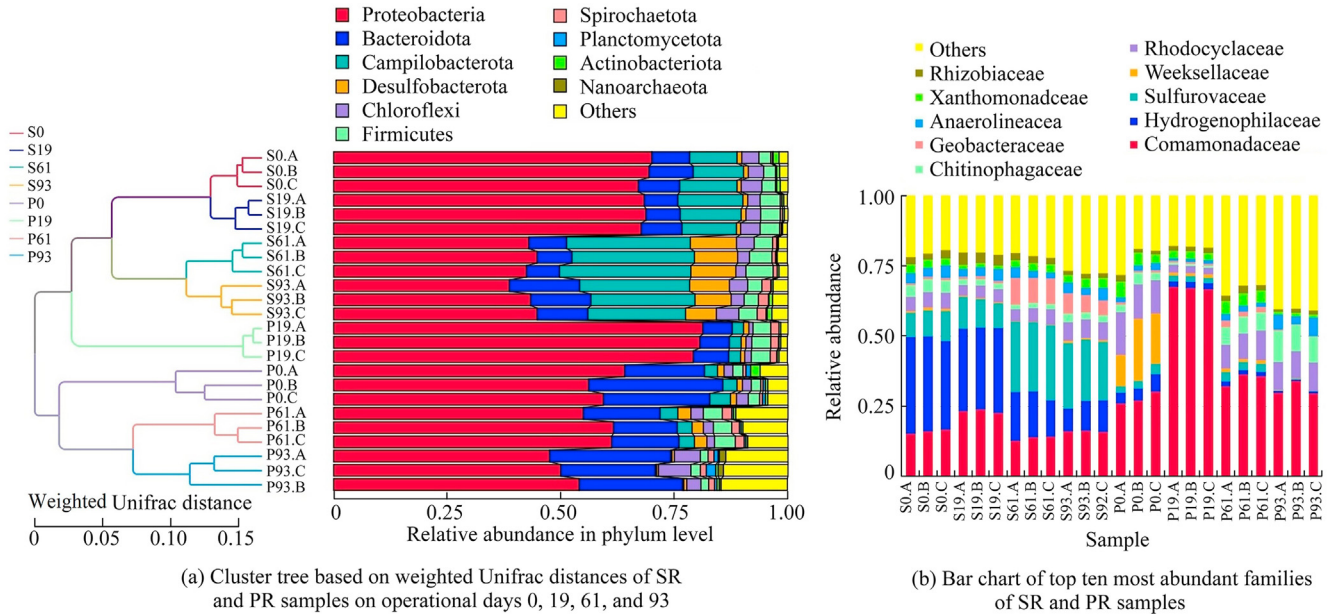 Proteobacteria
Bacteroidota
Campilobacterota
Desulfobacterota
Chloroflexi
Firmicutes
Spirochaetota
Planctomycetota
Actinobacteriota
Nanoarchaeota
Others
S0
S19
S61
S93
P0
P19
P61
P93
S0.A
S0.B
S0.C
S19.A
S19.B
S19.C
S61.A
S61.B
S61.C
S93.A
S93.B
S93.C
P19.A
P19.B
P19.C
P0.A
P0.B
P0.C
P61.A
P61.B
P61.C
P93.A
P93.C
P93.B
Weighted Unifrac distance
0 0.05 0.10 0.15
0 0.25 0.50 0.75 1.00
Relative abundance in phylum level
(a) Cluster tree based on weighted Unifrac distances of SR
and PR samples on operational days 0, 19, 61, and 93
Others
Rhizobiaceae
Xanthomonadceae
Anaerolineacea
Geobacteraceae
Chitinophagaceae
Rhodocyclaceae
Weeksellaceae
Sulfurovaceae
Hydrogenophilaceae
Comamonadaceae
Relative abundance
1.00
0.75
0.50
0.25
0
S0.A
S0.B
S0.C
S19.A
S19.B
S19.C
S61.A
S61.B
S61.C
S93.A
S93.B
S92.C
P0.A
P0.B
P0.C
P19.A
P19.B
P19.C
P61.A
P61.B
P61.C
P93.A
P93.B
P93.C
Sample
(b) Bar chart of top ten most abundant families
of SR and PR samples